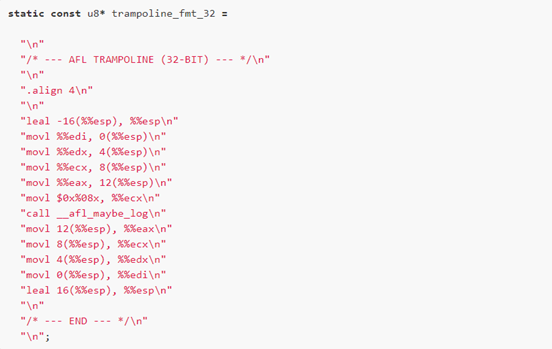 static const u8* trampoline_fmt_32 =
"\n"
"/* --- AFL TRAMPOLINE (32-BIT) --- */\n"
"\n"
".align 4\n"
"\n"
"leal -16(%%esp), %%esp\n"
"movl %%edi, 0(%%esp)\n"
"movl %%edx, 4(%%esp)\n"
"movl %%ecx, 8(%%esp)\n"
"movl %%eax, 12(%%esp)\n"
"movl $0x%08x, %%ecx\n"
"call __afl_maybe_log\n"
"movl 12(%%esp), %%eax\n"
"movl 8(%%esp), %%ecx\n"
"movl 4(%%esp), %%edx\n"
"movl 0(%%esp), %%edi\n"
"leal 16(%%esp), %%esp\n"
"\n"
"/* --- END --- */\n"
"\n";